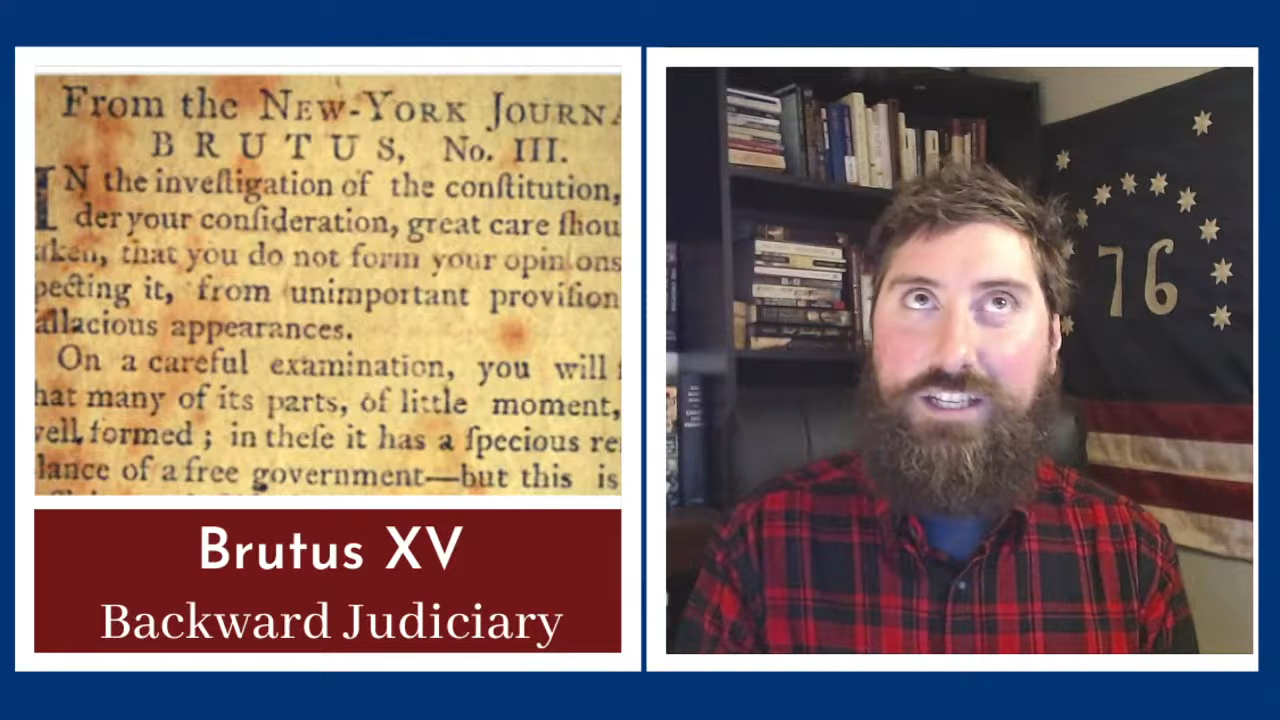 From the NEW-YORK JOURNA
BRUTUS, No. III.
IN the inveſtigation of the conſtitution,
der your conſideration, great care ſhou
aken, that you do not form your opinions
pecting it, from unimportant proviſion
allacious appearances.
On a careful examination, you will
hat many of its parts, of little moment,
well formed; in theſe it has a ſpecious re
lance of a free government—but this is
Brutus XV
Backward Judiciary
76